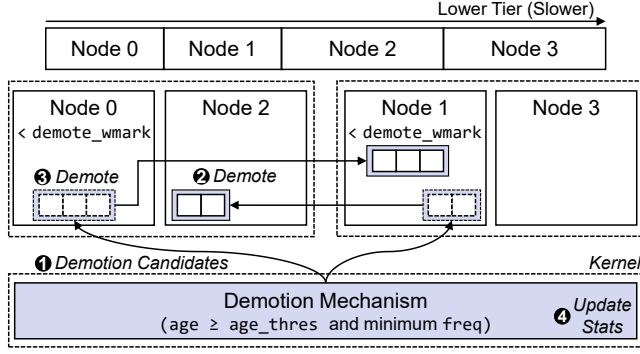 Lower Tier (Slower)
Node 0 Node 1 Node 2 Node 3
Node 0 Node 2 Node 1 Node 3
< demote_wmark < demote_wmark
❸ Demote ❷ Demote
❶ Demotion Candidates Kernel
Demotion Mechanism
(age ≥ age_thres and minimum freq)
❹ Update
Stats